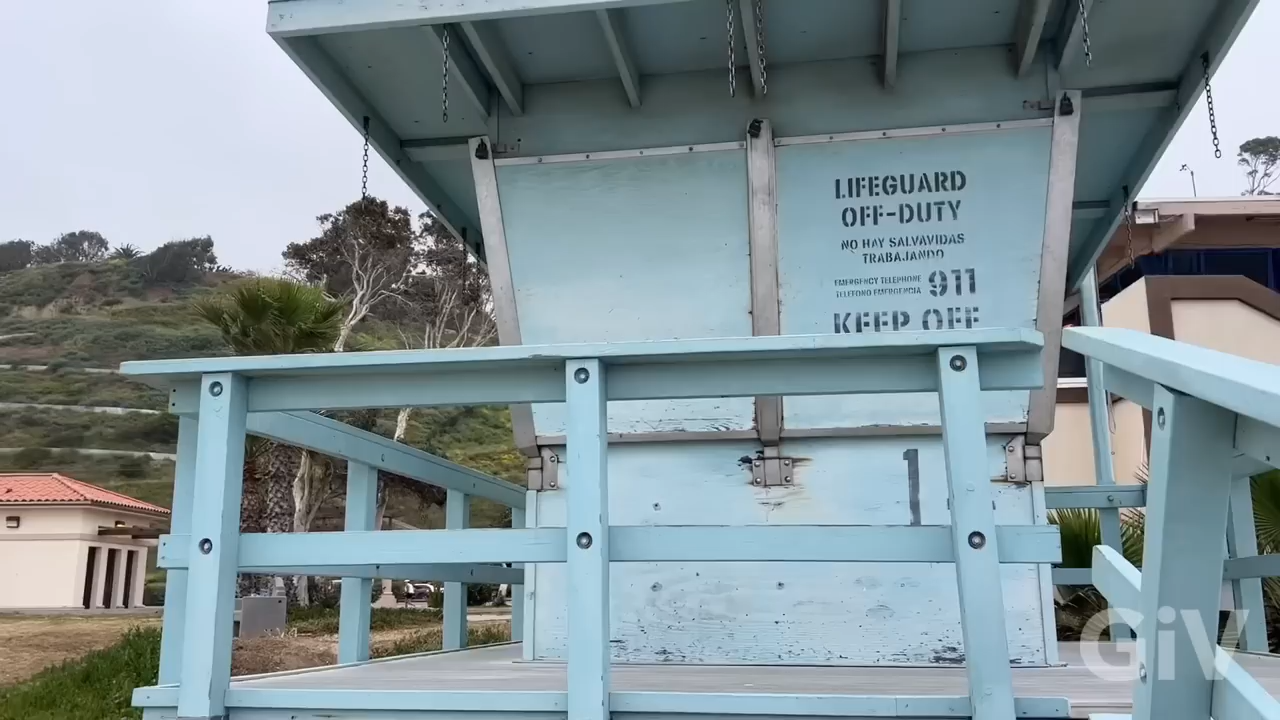 LIFEGUARD
OFF-DUTY
NO HAY SALVAVIDAS
TRABAJANDO
EMERGENCY TELEPHONE 911
TELEFONO EMERGENCIA
KEEP OFF
1
GiV